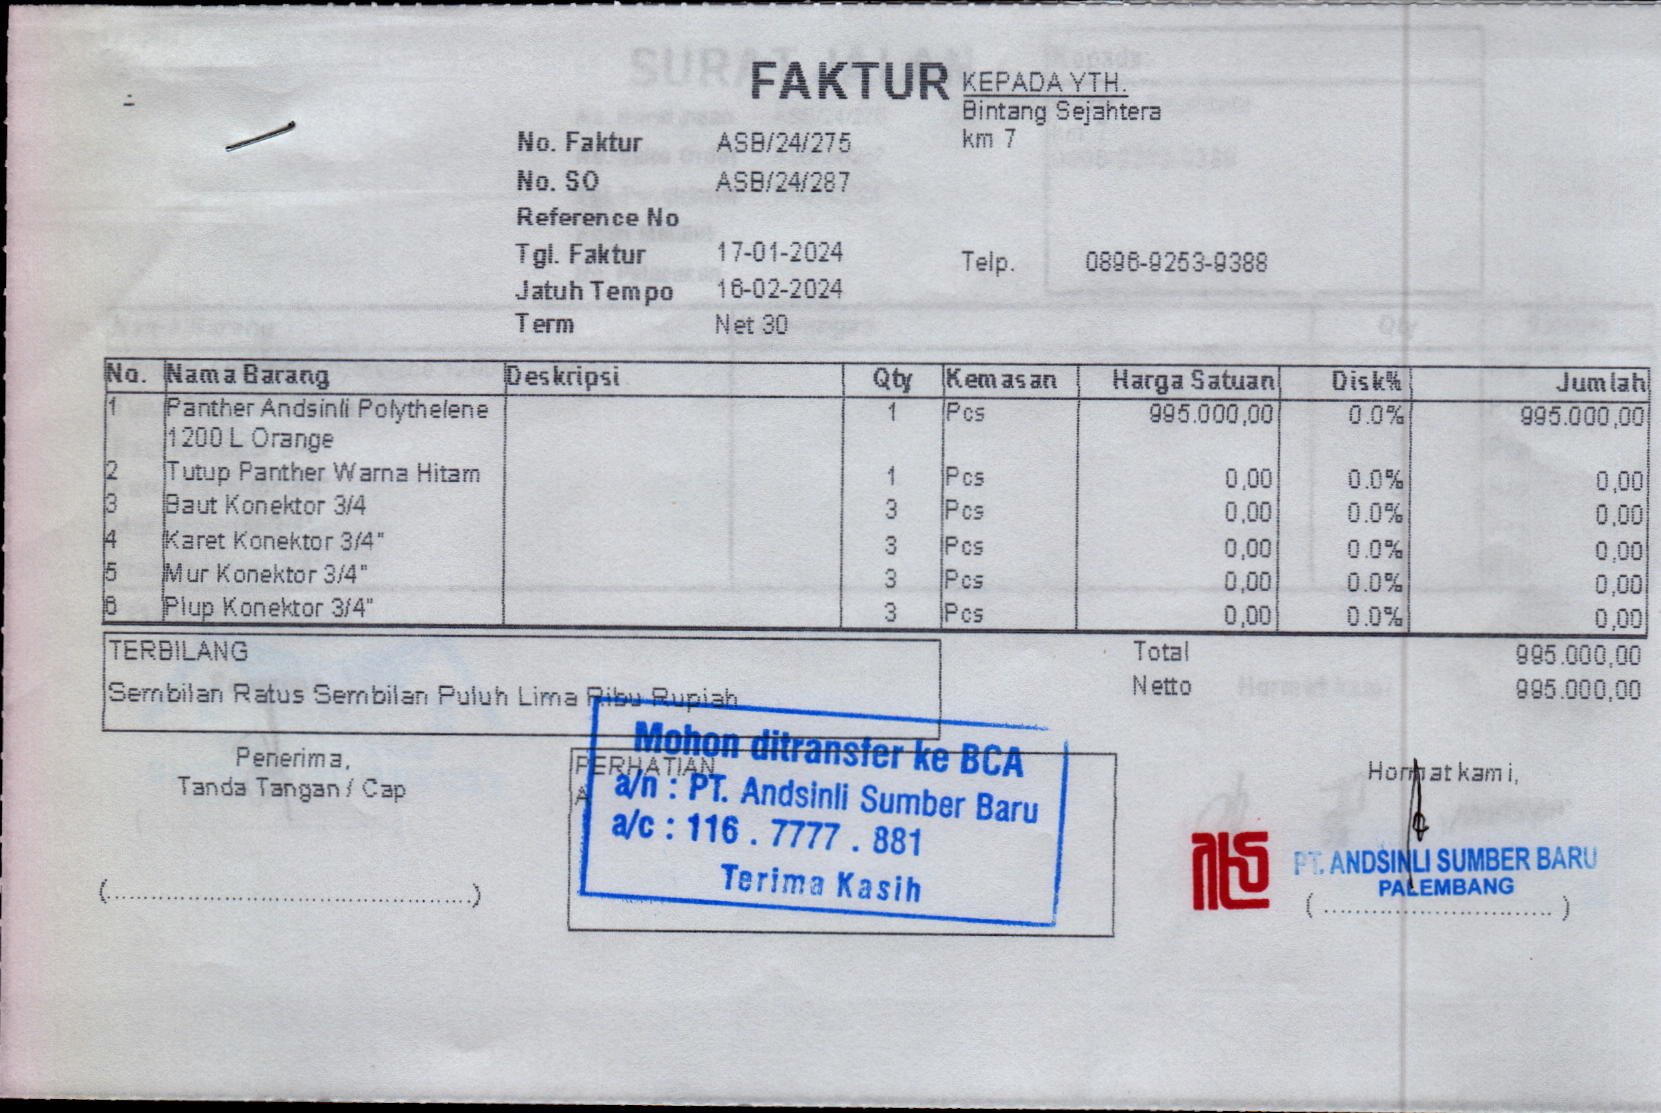 FAKTUR
KEPADA YTH.
Bintang Sejahtera
km 7
No. Faktur ASB/24/275
No. SO ASB/24/287
Reference No
Tgl. Faktur 17-01-2024
Jatuh Tempo 16-02-2024
Term Net 30
Telp. 0896-9253-9388
No. Nama Barang Deskripsi Qty Kemasan Harga Satuan Disk% Jumlah
1 Panther Andsinli Polythelene 1 Pcs 995.000,00 0.0% 995.000,00
1200 L Orange
2 Tutup Panther Warna Hitam 1 Pcs 0,00 0.0% 0,00
3 Baut Konektor 3/4 3 Pcs 0,00 0.0% 0,00
4 Karet Konektor 3/4" 3 Pcs 0,00 0.0% 0,00
5 Mur Konektor 3/4" 3 Pcs 0,00 0.0% 0,00
6 Plup Konektor 3/4" 3 Pcs 0,00 0.0% 0,00
TERBILANG
Sembilan Ratus Sembilan Puluh Lima Ribu Rupiah
Total 995.000,00
Netto 995.000,00
Penerima,
Tanda Tangan / Cap
(..............................................)
PERHATIAN
Mohon ditransfer ke BCA
a/n : PT. Andsinli Sumber Baru
a/c : 116 . 7777 . 881
Terima Kasih
Hormat kami,
PT. ANDSINLI SUMBER BARU
PALEMBANG
( ............................. )